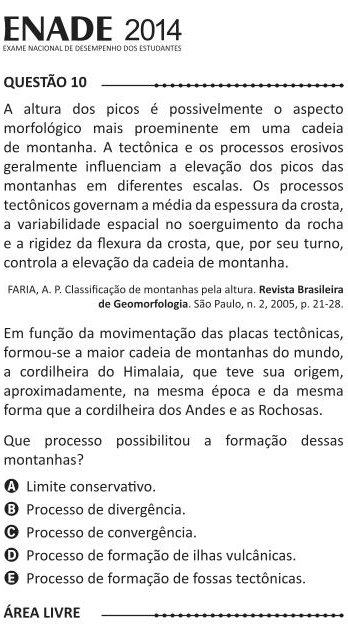 ENADE 2014
EXAME NACIONAL DE DESEMPENHO DOS ESTUDANTES
QUESTÃO 10
A altura dos picos é possivelmente o aspecto
morfológico mais proeminente em uma cadeia
de montanha. A tectônica e os processos erosivos
geralmente influenciam a elevação dos picos das
montanhas em diferentes escalas. Os processos
tectônicos governam a média da espessura da crosta,
a variabilidade espacial no soerguimento da rocha
e a rigidez da flexura da crosta, que, por seu turno,
controla a elevação da cadeia de montanha.
FARIA, A. P. Classificação de montanhas pela altura. Revista Brasileira
de Geomorfologia. São Paulo, n. 2, 2005, p. 21-28.
Em função da movimentação das placas tectônicas,
formou-se a maior cadeia de montanhas do mundo,
a cordilheira do Himalaia, que teve sua origem,
aproximadamente, na mesma época e da mesma
forma que a cordilheira dos Andes e as Rochosas.
Que processo possibilitou a formação dessas
montanhas?
A Limite conservativo.
B Processo de divergência.
C Processo de convergência.
D Processo de formação de ilhas vulcânicas.
E Processo de formação de fossas tectônicas.
ÁREA LIVRE